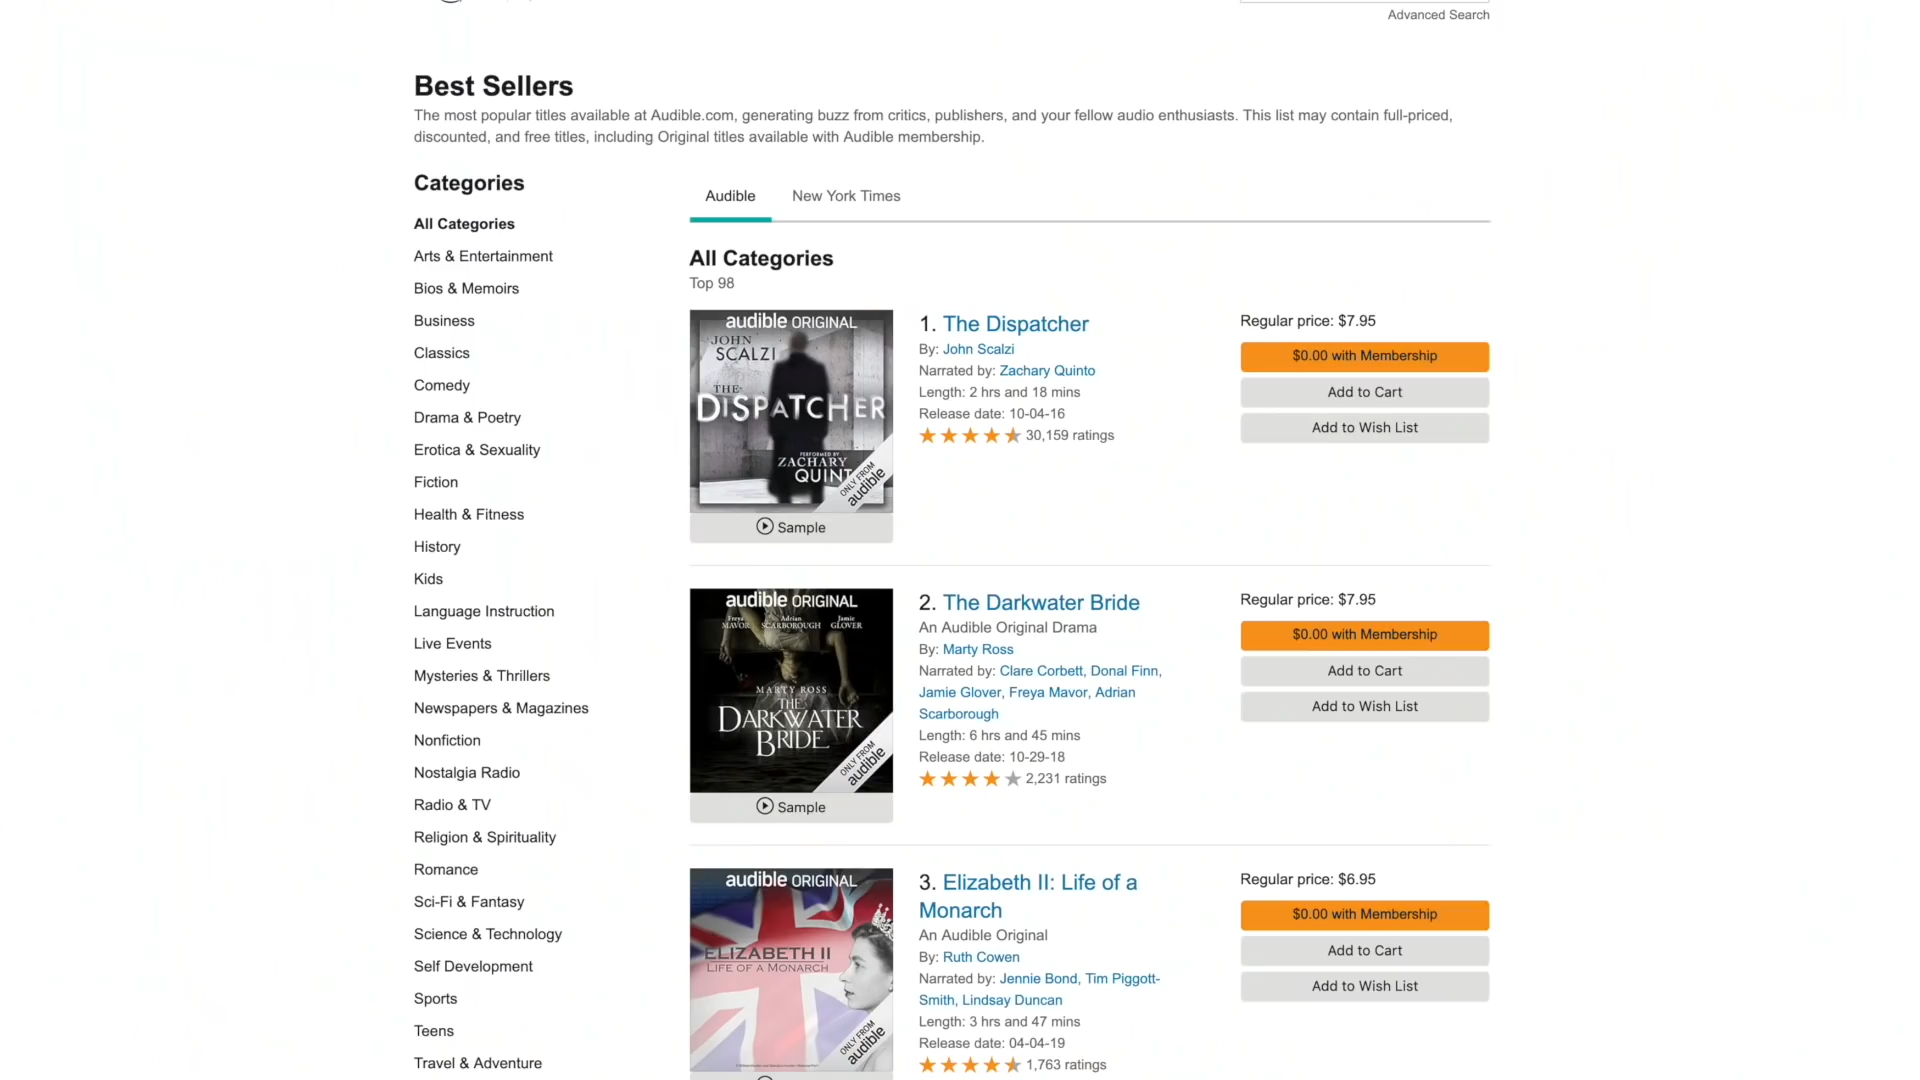 Advanced Search
Best Sellers
The most popular titles available at Audible.com, generating buzz from critics, publishers, and your fellow audio enthusiasts. This list may contain full-priced,
discounted, and free titles, including Original titles available with Audible membership.
Categories
All Categories
Arts & Entertainment
Bios & Memoirs
Business
Classics
Comedy
Drama & Poetry
Erotica & Sexuality
Fiction
Health & Fitness
History
Kids
Language Instruction
Live Events
Mysteries & Thrillers
Newspapers & Magazines
Nonfiction
Nostalgia Radio
Radio & TV
Religion & Spirituality
Romance
Sci-Fi & Fantasy
Science & Technology
Self Development
Sports
Teens
Travel & Adventure
Audible New York Times
All Categories
Top 98
audible ORIGINAL
JOHN
SCALZI
THE
DISPATCHER
PERFORMED BY
ZACHARY
QUINT
ONLY FROM
audible
Sample
1. The Dispatcher
By: John Scalzi
Narrated by: Zachary Quinto
Length: 2 hrs and 18 mins
Release date: 10-04-16
30,159 ratings
Regular price: $7.95
$0.00 with Membership
Add to Cart
Add to Wish List
audible ORIGINAL
Freya Adrian Jamie
MAVOR SCARBOROUGH GLOVER
MARTY ROSS
THE
DARKWATER
BRIDE
ONLY FROM
audible
Sample
2. The Darkwater Bride
An Audible Original Drama
By: Marty Ross
Narrated by: Clare Corbett, Donal Finn,
Jamie Glover, Freya Mavor, Adrian
Scarborough
Length: 6 hrs and 45 mins
Release date: 10-29-18
2,231 ratings
Regular price: $7.95
$0.00 with Membership
Add to Cart
Add to Wish List
audible ORIGINAL
ELIZABETH II
LIFE OF A MONARCH
ONLY FROM
audible
3. Elizabeth II: Life of a
Monarch
An Audible Original
By: Ruth Cowen
Narrated by: Jennie Bond, Tim Piggott-
Smith, Lindsay Duncan
Length: 3 hrs and 47 mins
Release date: 04-04-19
1,763 ratings
Regular price: $6.95
$0.00 with Membership
Add to Cart
Add to Wish List